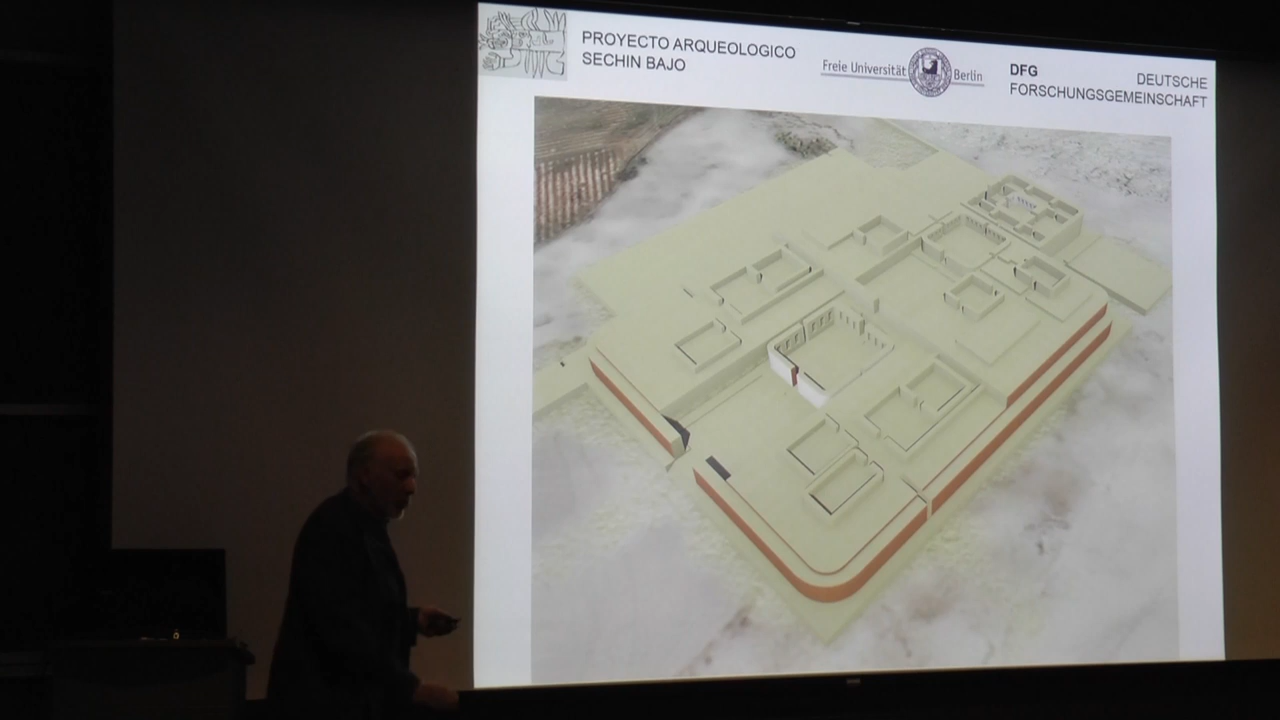 PROYECTO ARQUEOLOGICO
SECHIN BAJO
Freie Universität Berlin
DFG DEUTSCHE
FORSCHUNGSGEMEINSCHAFT